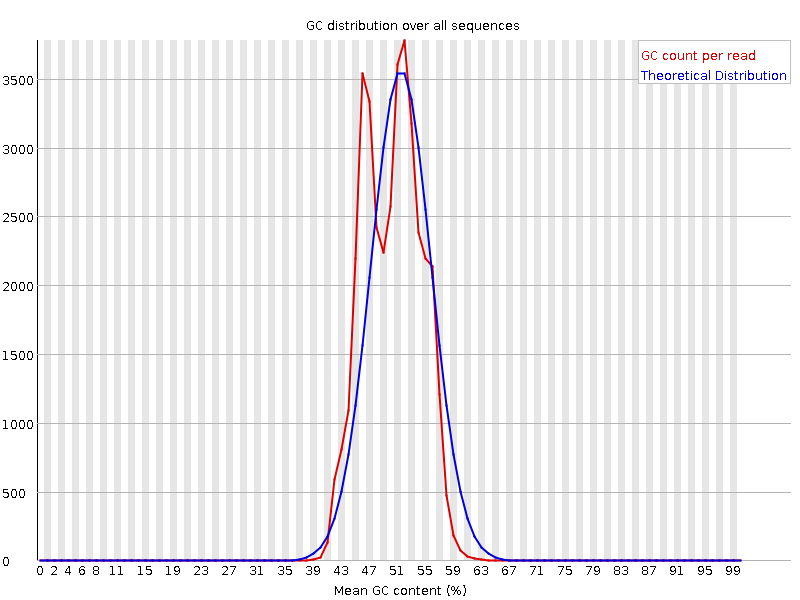 GC distribution over all sequences
GC count per read
Theoretical Distribution
3500
3000
2500
2000
1500
1000
500
0
0 2 4 6 8 11 15 19 23 27 31 35 39 43 47 51 55 59 63 67 71 75 79 83 87 91 95 99
Mean GC content (%)